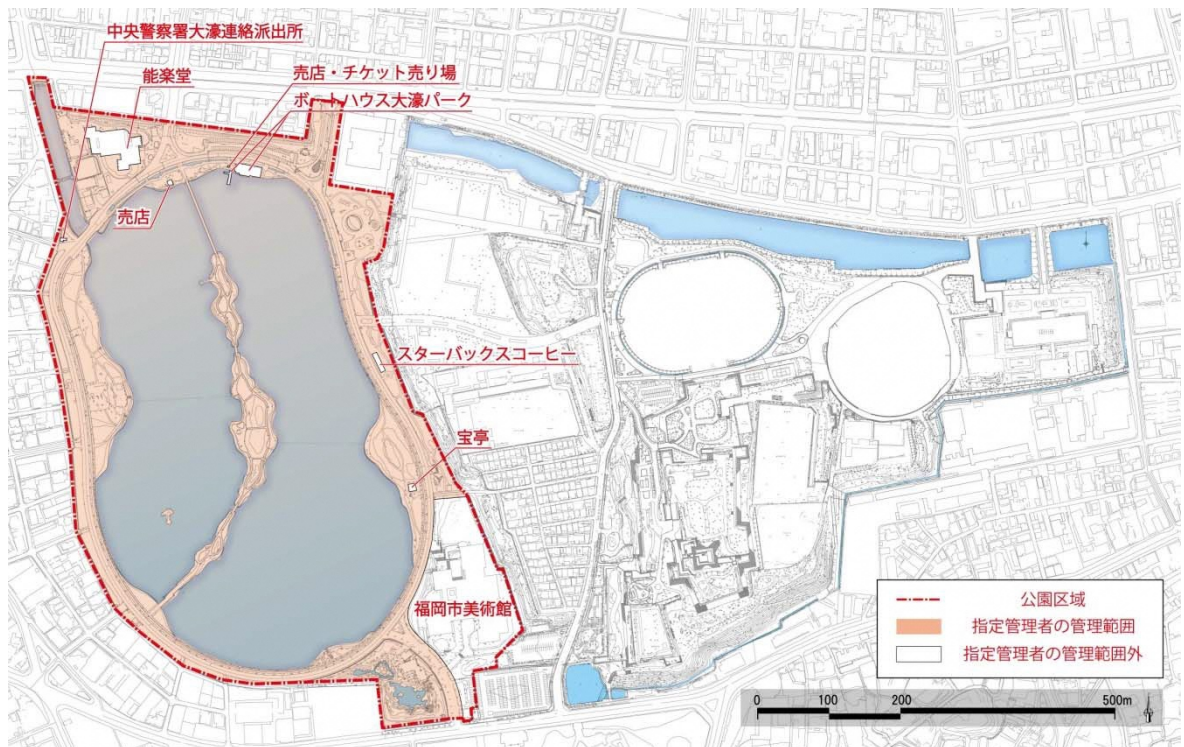 中央警察署大濠連絡派出所
能楽堂
売店・チケット売り場
ボートハウス大濠パーク
売店
スターバックスコーヒー
宝亭
福岡市美術館
公園区域
指定管理者の管理範囲
指定管理者の管理範囲外
0 100 200 500m